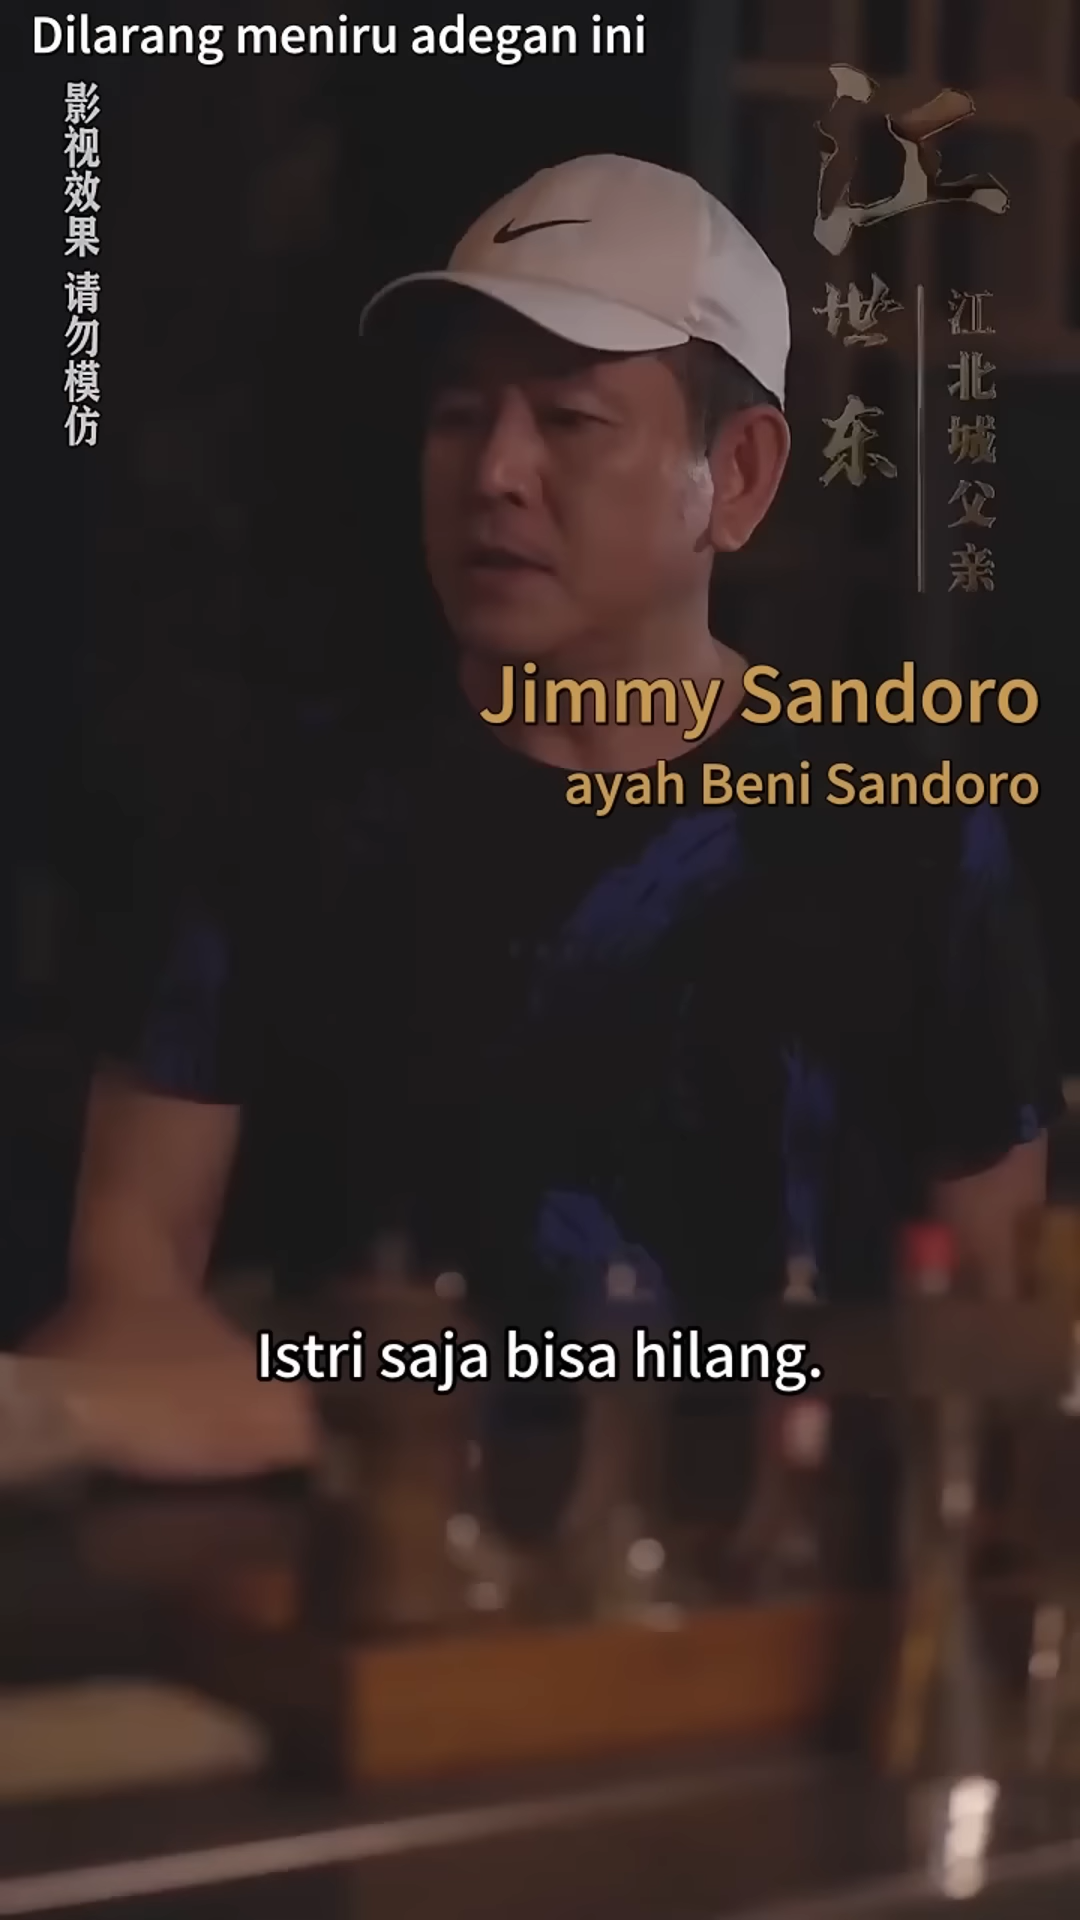 Dilarang meniru adegan ini
影视效果 请勿模仿
江世东
江北城父亲
Jimmy Sandoro
ayah Beni Sandoro
Istri saja bisa hilang.